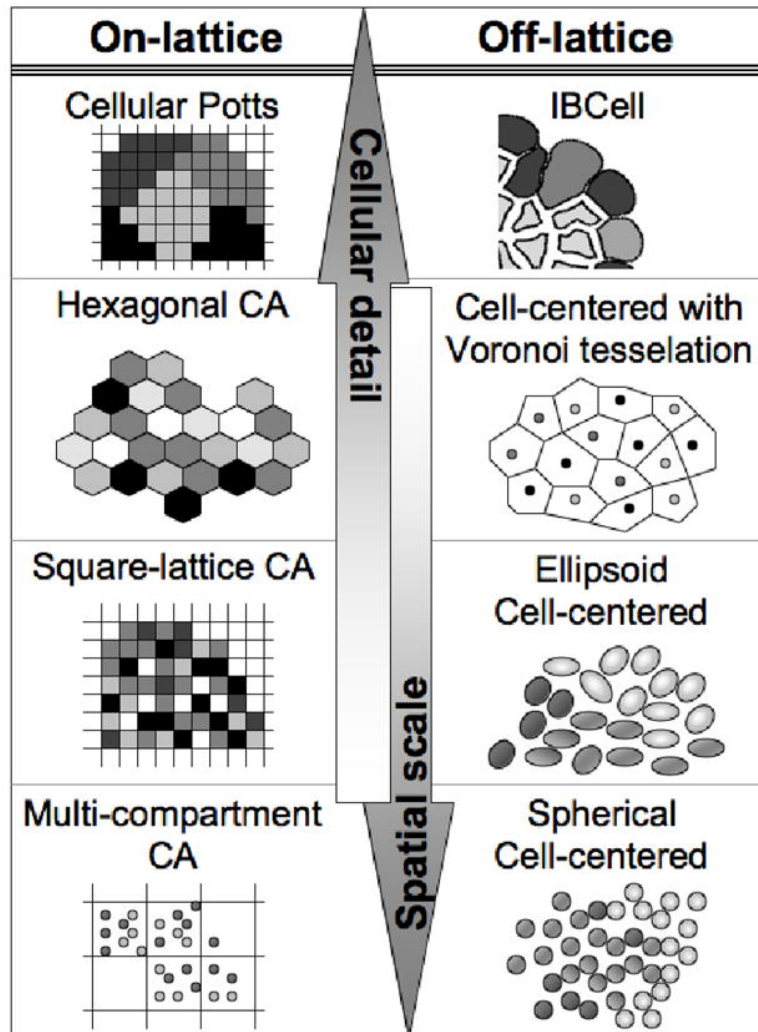 On-lattice
Off-lattice
Cellular Potts
IBCell
Cellular detail
Hexagonal CA
Cell-centered with
Voronoi tesselation
Square-lattice CA
Ellipsoid
Cell-centered
Spatial scale
Multi-compartment
CA
Spherical
Cell-centered